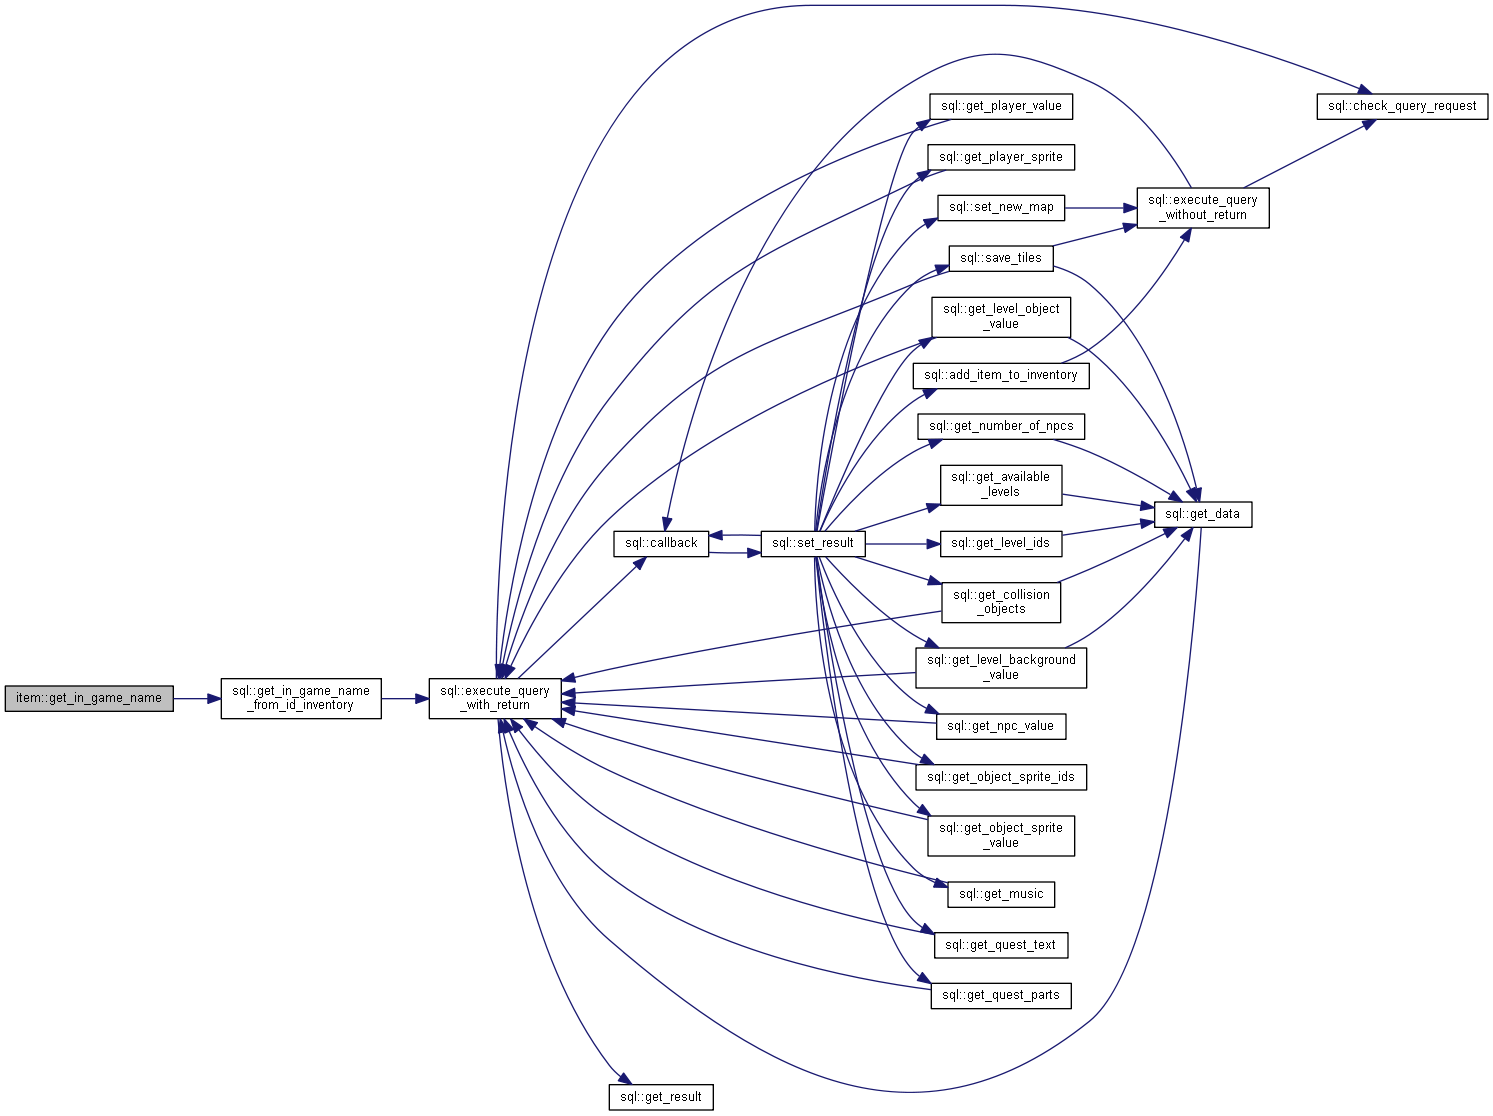 sql::get_player_value
sql::check_query_request
sql::get_player_sprite
sql::set_new_map
sql::execute_query
_without_return
sql::save_tiles
sql::get_level_object
_value
sql::add_item_to_inventory
sql::get_number_of_npcs
sql::get_available
_levels
sql::get_data
sql::callback
sql::set_result
sql::get_level_ids
sql::get_collision
_objects
sql::get_level_background
_value
item::get_in_game_name
sql::get_in_game_name
_from_id_inventory
sql::execute_query
_with_return
sql::get_npc_value
sql::get_object_sprite_ids
sql::get_object_sprite
_value
sql::get_music
sql::get_quest_text
sql::get_quest_parts
sql::get_result